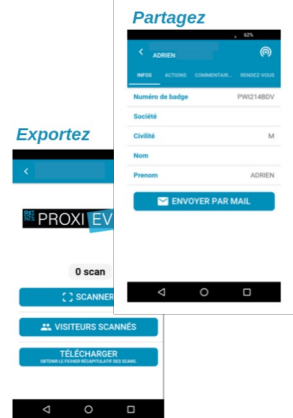 Partagez
62%
ADRIEN
INFOS ACTIONS COMMENTAIR... RENDEZ-VOUS
Numéro de badge PWI214BDV
Société
Civilité M
Nom
Prenom ADRIEN
ENVOYER PAR MAIL
Exportez
PROXI EV
0 scan
SCANNER
VISITEURS SCANNÉS
TÉLÉCHARGER
OBTENIR LE FICHIER RÉCAPITULATIF DES SCANS.